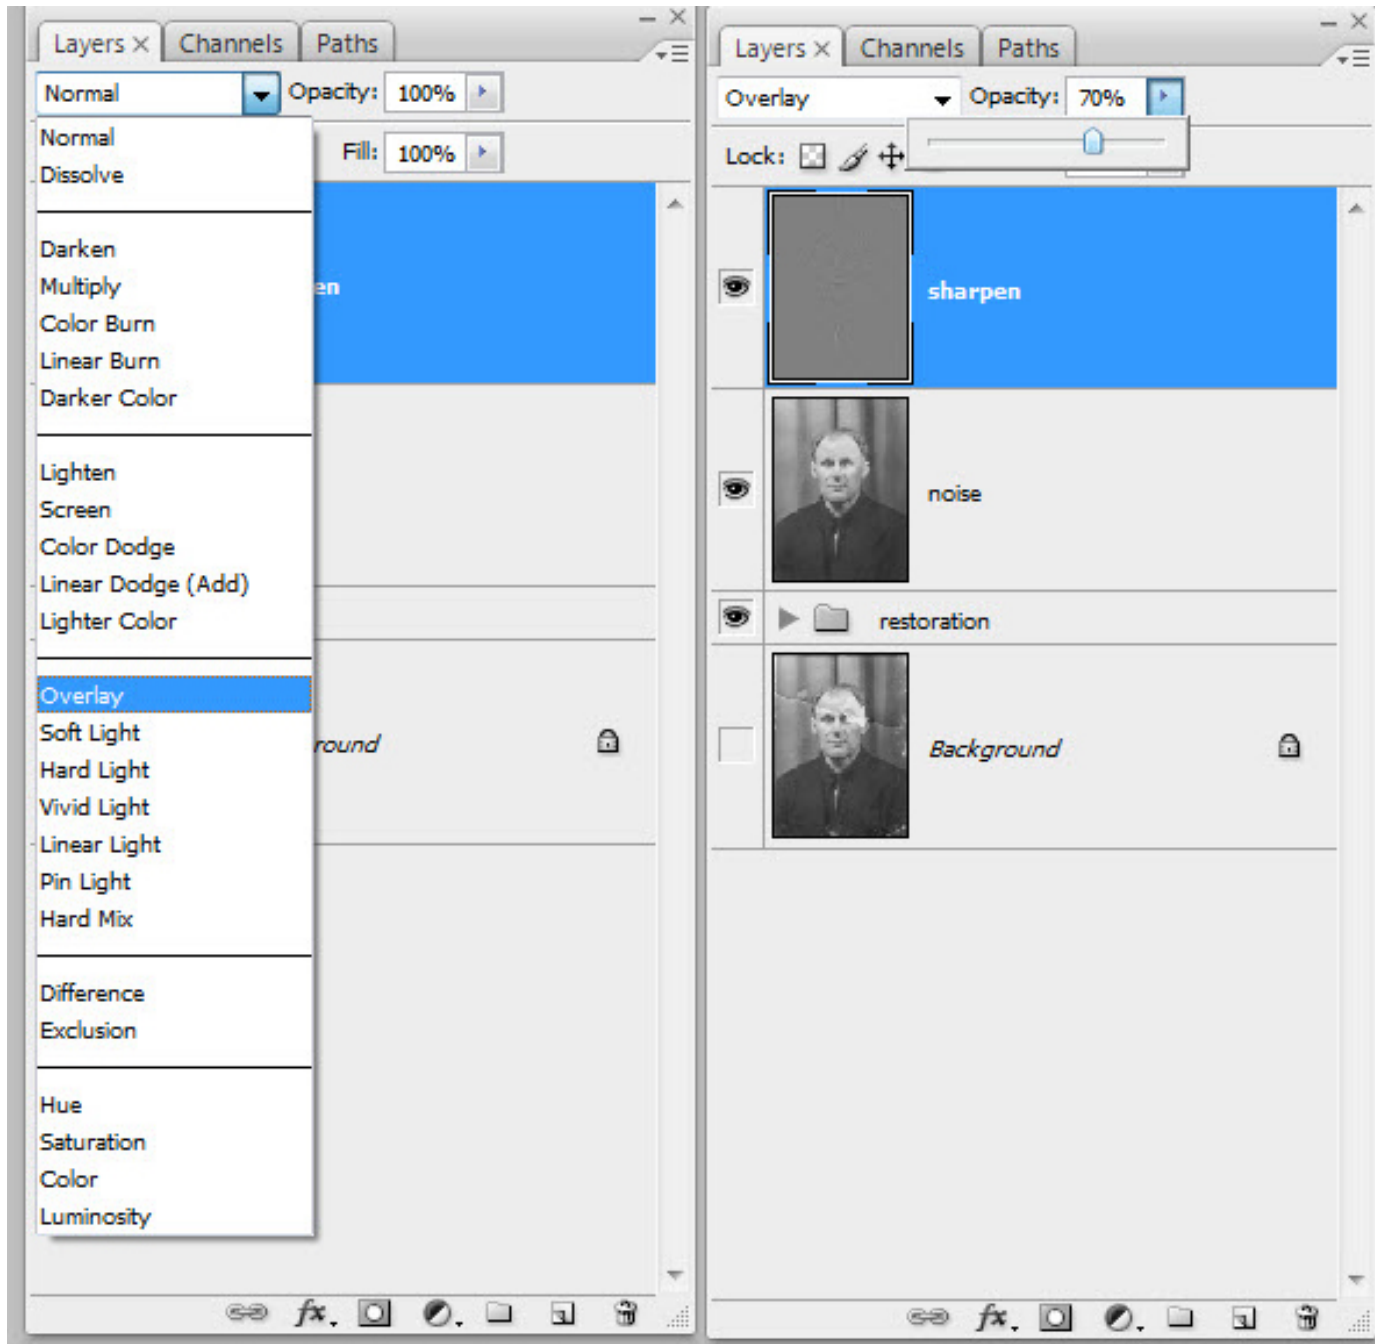 Layers Channels Paths
Normal Opacity: 100%
Normal
Fill: 100%
Dissolve
Darken
Multiply
en
Color Burn
Linear Burn
Darker Color
Lighten
Screen
Color Dodge
Linear Dodge (Add)
Lighter Color
Overlay
Soft Light
round
Hard Light
Vivid Light
Linear Light
Pin Light
Hard Mix
Difference
Exclusion
Hue
Saturation
Color
Luminosity
fx.
Layers Channels Paths
Overlay Opacity: 70%
Lock:
sharpen
noise
restoration
Background
fx.